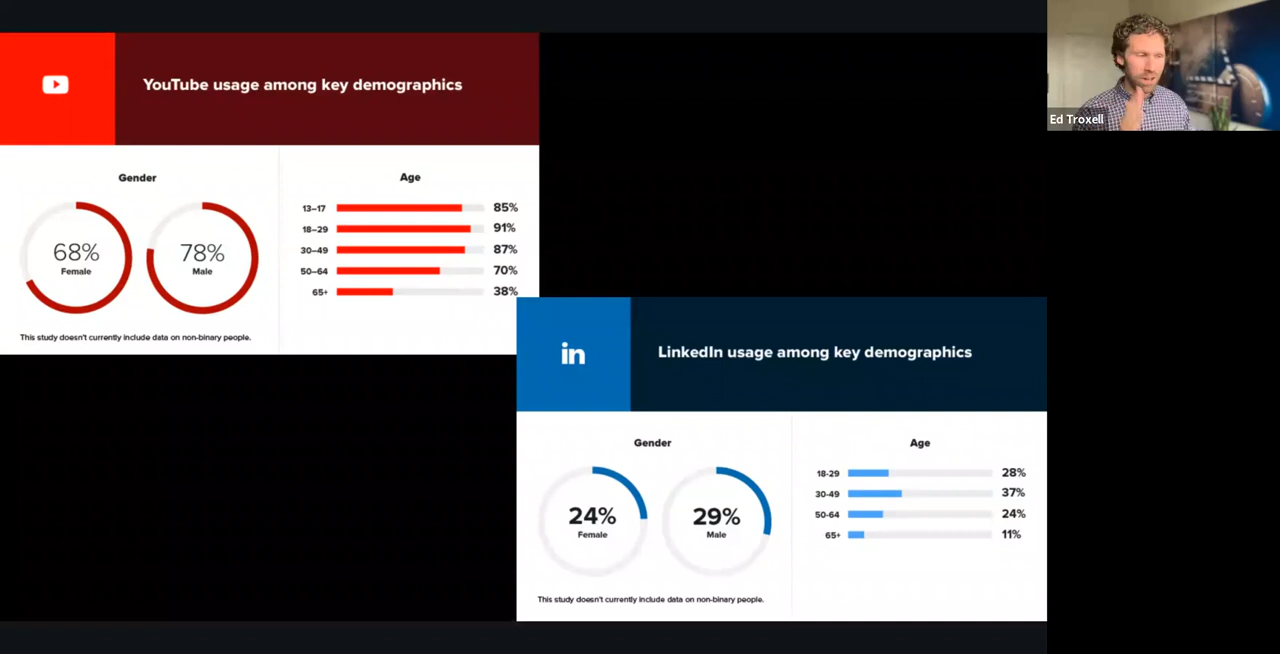 YouTube usage among key demographics
Gender
68%
Female
78%
Male
This study doesn't currently include data on non-binary people.
Age
13–17 85%
18–29 91%
30–49 87%
50–64 70%
65+ 38%
Ed Troxell
in
LinkedIn usage among key demographics
Gender
24%
Female
29%
Male
This study doesn't currently include data on non-binary people.
Age
18-29 28%
30-49 37%
50-64 24%
65+ 11%